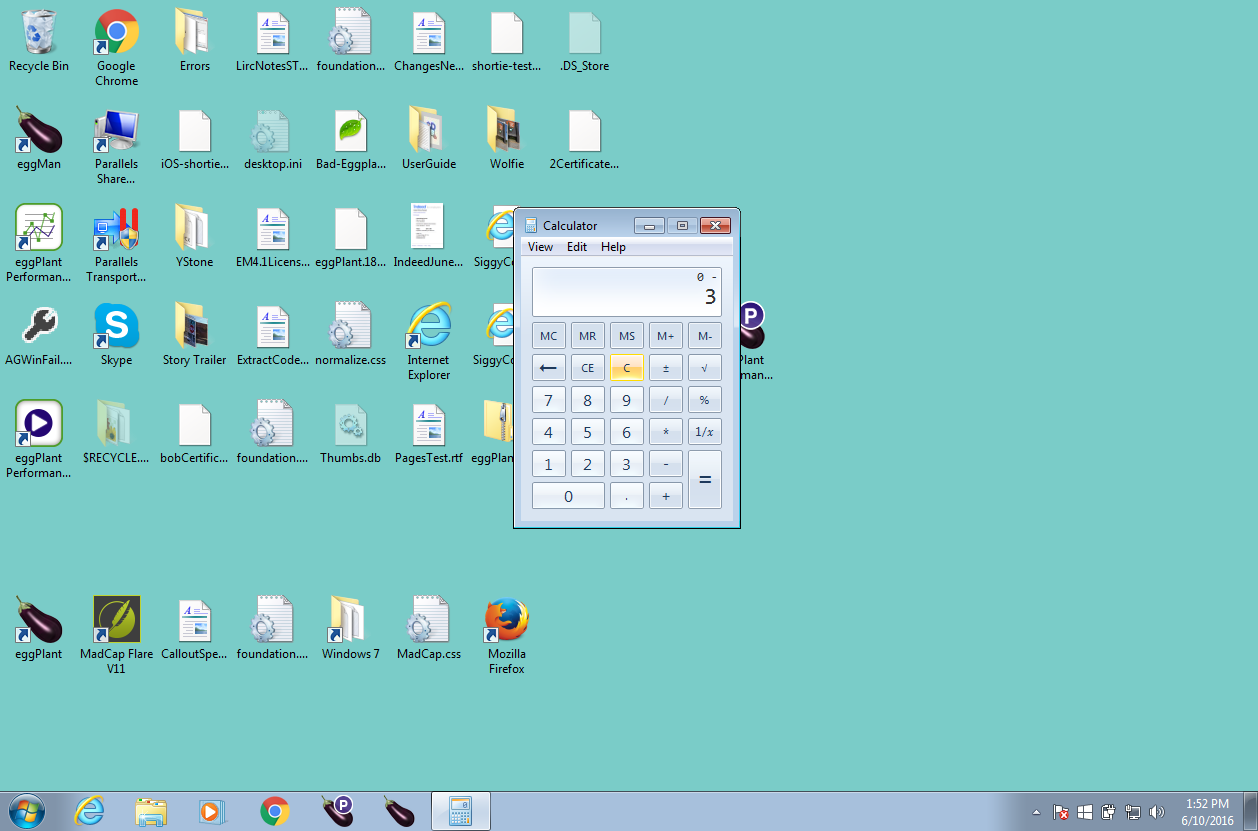 Recycle Bin
Google
Chrome
Errors
LircNotesST...
foundation....
ChangesNe...
shortie-test...
.DS_Store
eggMan
Parallels
Share...
iOS-shortie...
desktop.ini
Bad-Eggpla...
UserGuide
Wolfie
2Certificate...
eggPlant
Performan...
Parallels
Transport...
YStone
EM4.1Licens...
eggPlant.18...
IndeedJune...
SiggyCo
AGWinFail....
Skype
Story Trailer
ExtractCode...
normalize.css
Internet
Explorer
SiggyCo
Plant
man...
eggPlant
Performan...
$RECYCLE....
bobCertific...
foundation....
Thumbs.db
PagesTest.rtf
eggPlan
Calculator
View Edit Help
0 -
3
MC MR MS M+ M-
← CE C ± √
7 8 9 / %
4 5 6 * 1/x
1 2 3 - =
0 . +
eggPlant
MadCap Flare
V11
CalloutSpe...
foundation....
Windows 7
MadCap.css
Mozilla
Firefox
1:52 PM
6/10/2016